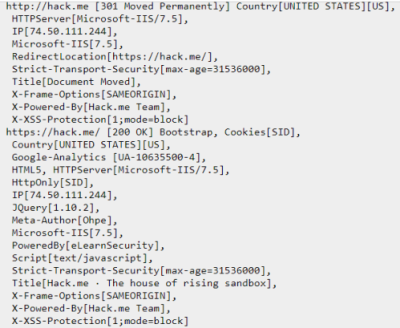 http://hack.me [301 Moved Permanently] Country[UNITED STATES][US],
HTTPServer[Microsoft-IIS/7.5],
IP[74.50.111.244],
Microsoft-IIS[7.5],
RedirectLocation[https://hack.me/],
Strict-Transport-Security[max-age=31536000],
Title[Document Moved],
X-Frame-Options[SAMEORIGIN],
X-Powered-By[Hack.me Team],
X-XSS-Protection[1;mode=block]
https://hack.me/ [200 OK] Bootstrap, Cookies[SID],
Country[UNITED STATES][US],
Google-Analytics [UA-10635500-4],
HTML5, HTTPServer[Microsoft-IIS/7.5],
HttpOnly[SID],
IP[74.50.111.244],
JQuery[1.10.2],
Meta-Author[Ohpe],
Microsoft-IIS[7.5],
PoweredBy[eLearnSecurity],
Script[text/javascript],
Strict-Transport-Security[max-age=31536000],
Title[Hack.me · The house of rising sandbox],
X-Frame-Options[SAMEORIGIN],
X-Powered-By[Hack.me Team],
X-XSS-Protection[1;mode=block]